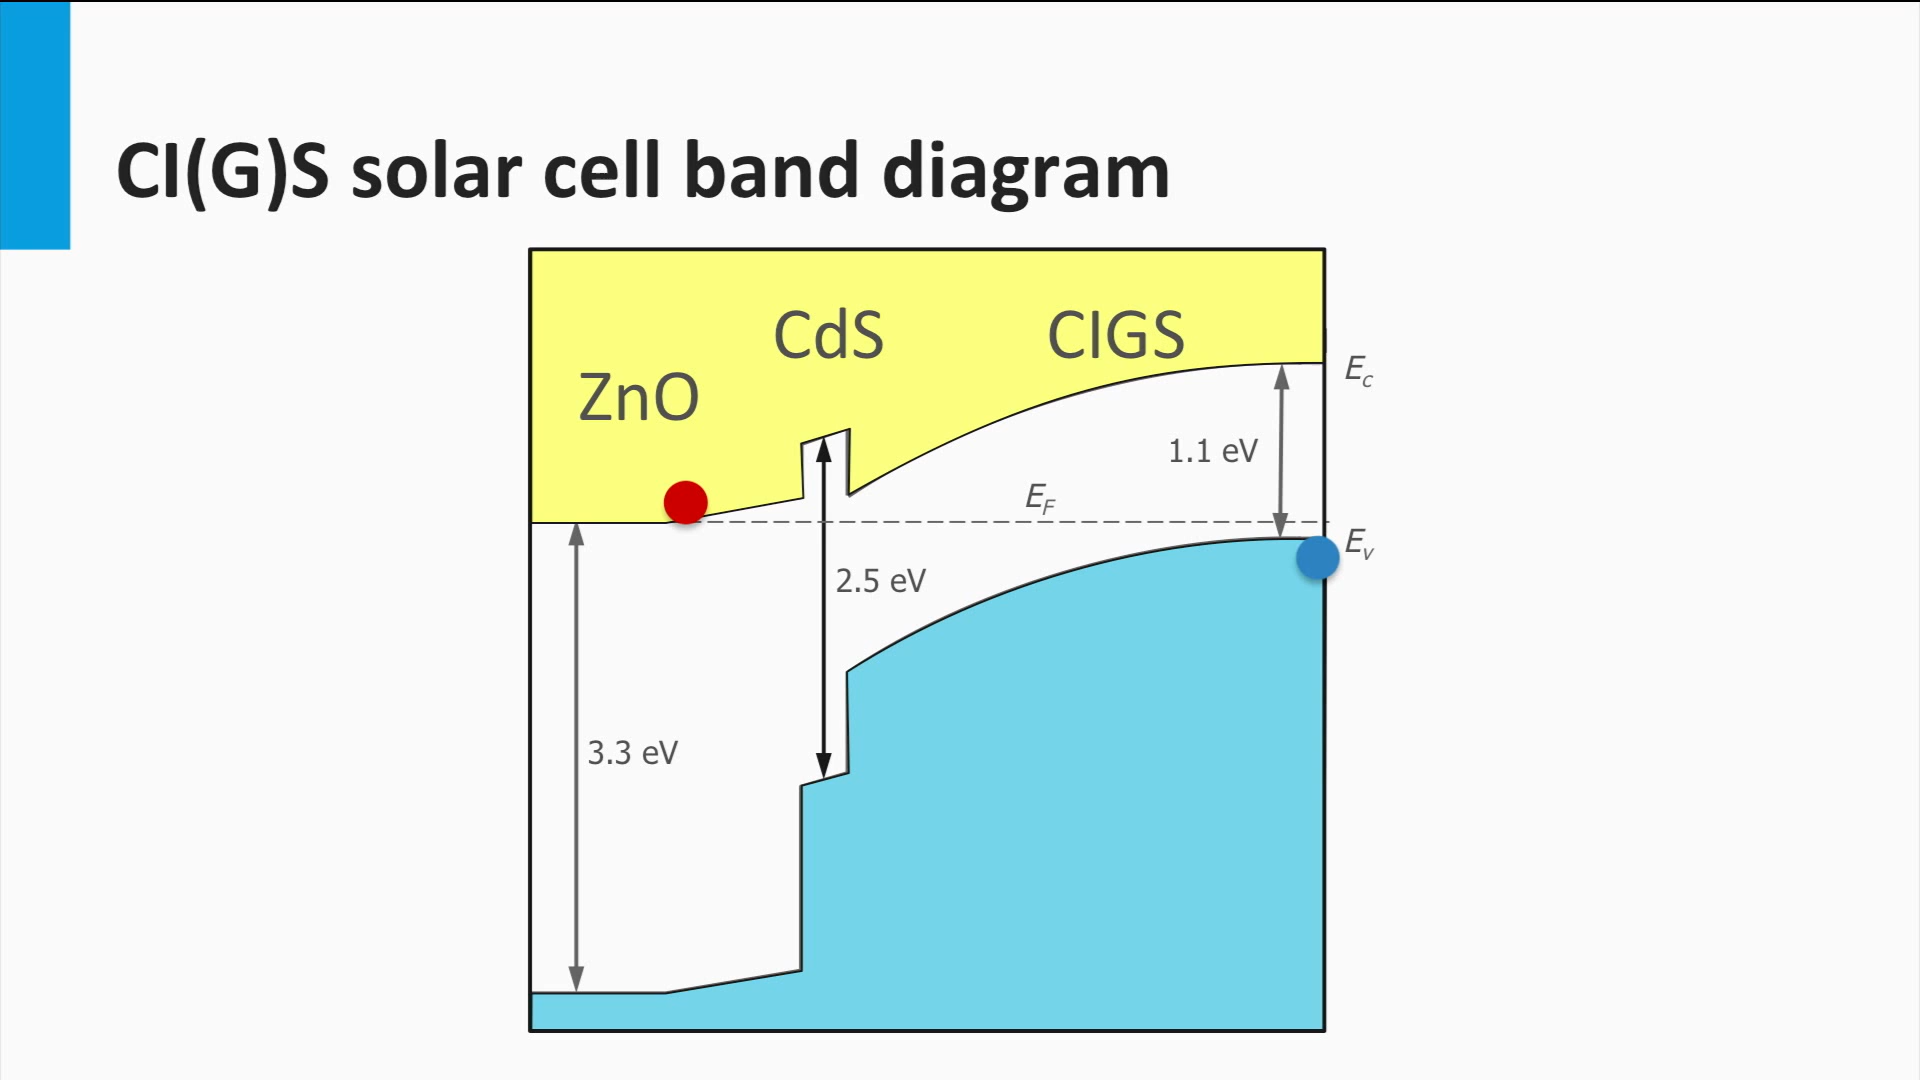 CI(G)S solar cell band diagram
CdS
CIGS
ZnO
E_c
1.1 eV
E_F
E_v
2.5 eV
3.3 eV